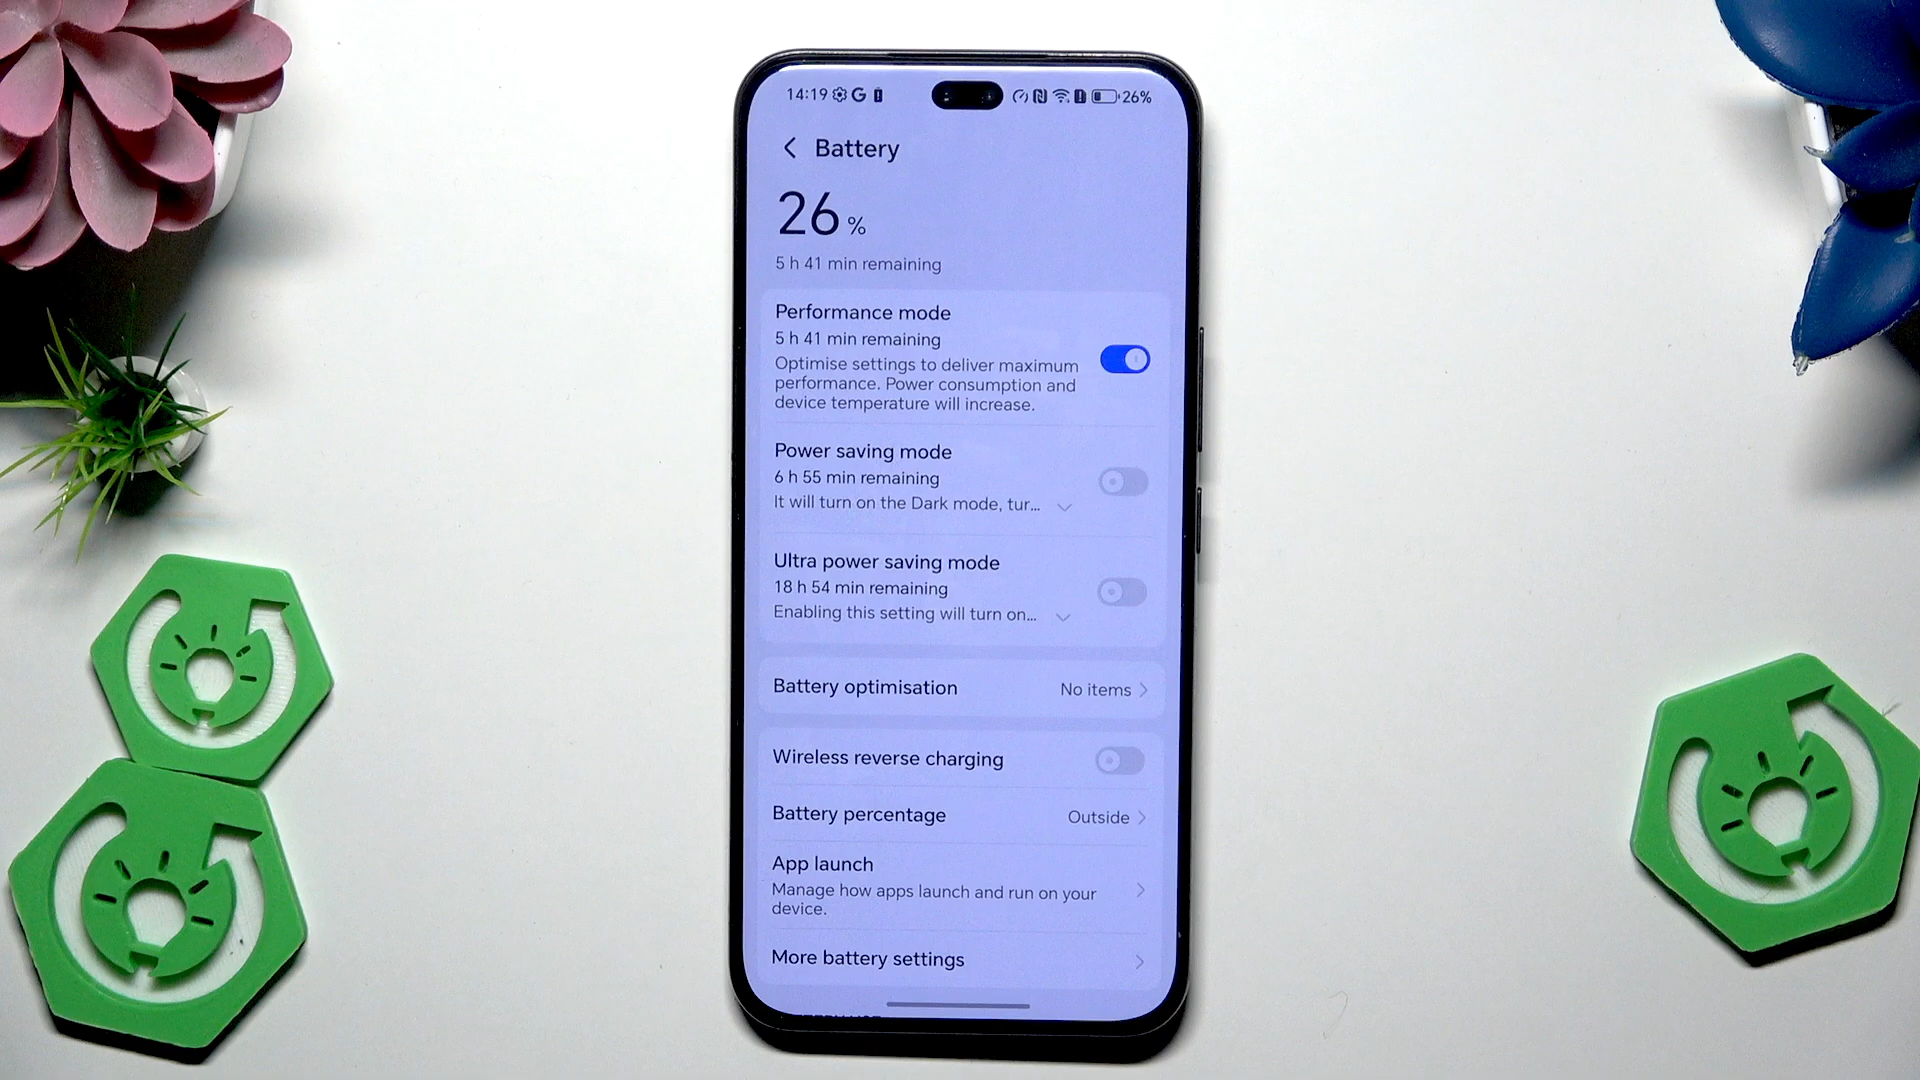 14:19 G 26%
Battery
26 %
5 h 41 min remaining
Performance mode
5 h 41 min remaining
Optimise settings to deliver maximum
performance. Power consumption and
device temperature will increase.
Power saving mode
6 h 55 min remaining
It will turn on the Dark mode, tur...
Ultra power saving mode
18 h 54 min remaining
Enabling this setting will turn on...
Battery optimisation No items
Wireless reverse charging
Battery percentage Outside
App launch
Manage how apps launch and run on your
device.
More battery settings